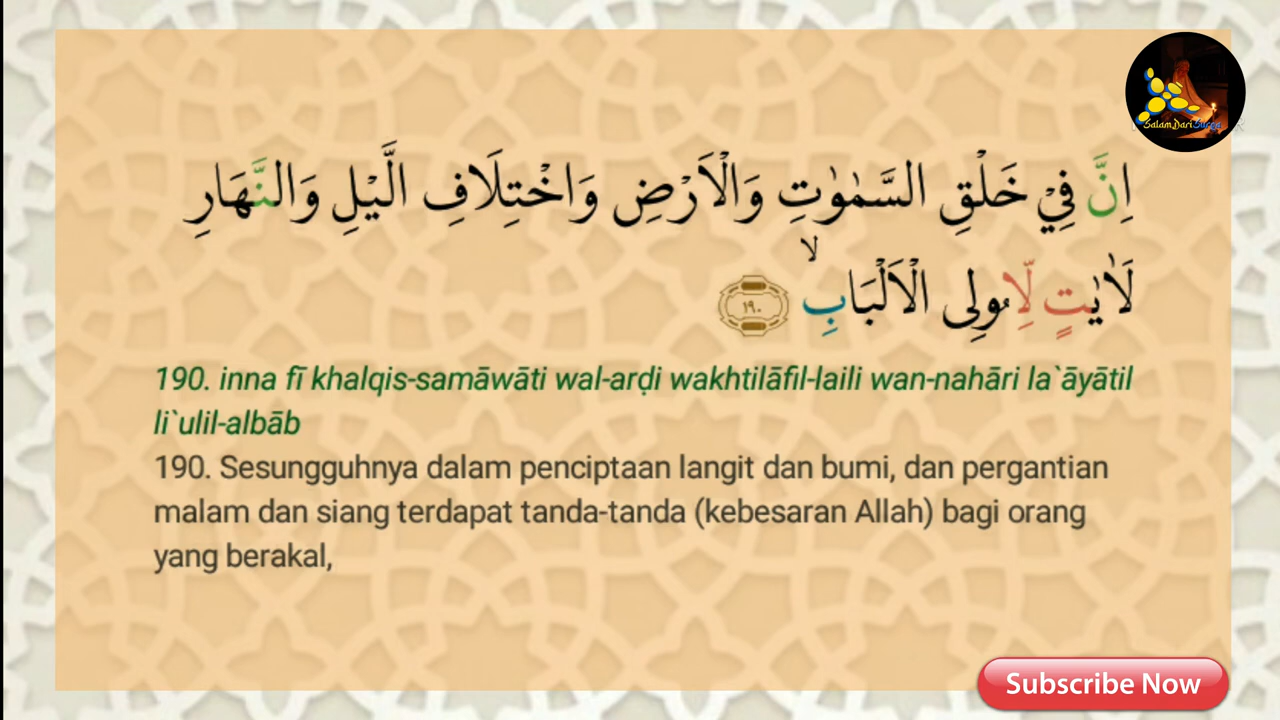 SalamDariSurga
اِنَّ فِيْ خَلْقِ السَّمٰوٰتِ وَالْاَرْضِ وَاخْتِلَافِ الَّيْلِ وَالنَّهَارِ
لَاٰيٰتٍ لِّاُولِى الْاَلْبَابِۙ ١٩٠
190. inna fī khalqis-samāwāti wal-arḍi wakhtilāfil-laili wan-nahāri la`āyātil
li`ulil-albāb
190. Sesungguhnya dalam penciptaan langit dan bumi, dan pergantian
malam dan siang terdapat tanda-tanda (kebesaran Allah) bagi orang
yang berakal,
Subscribe Now